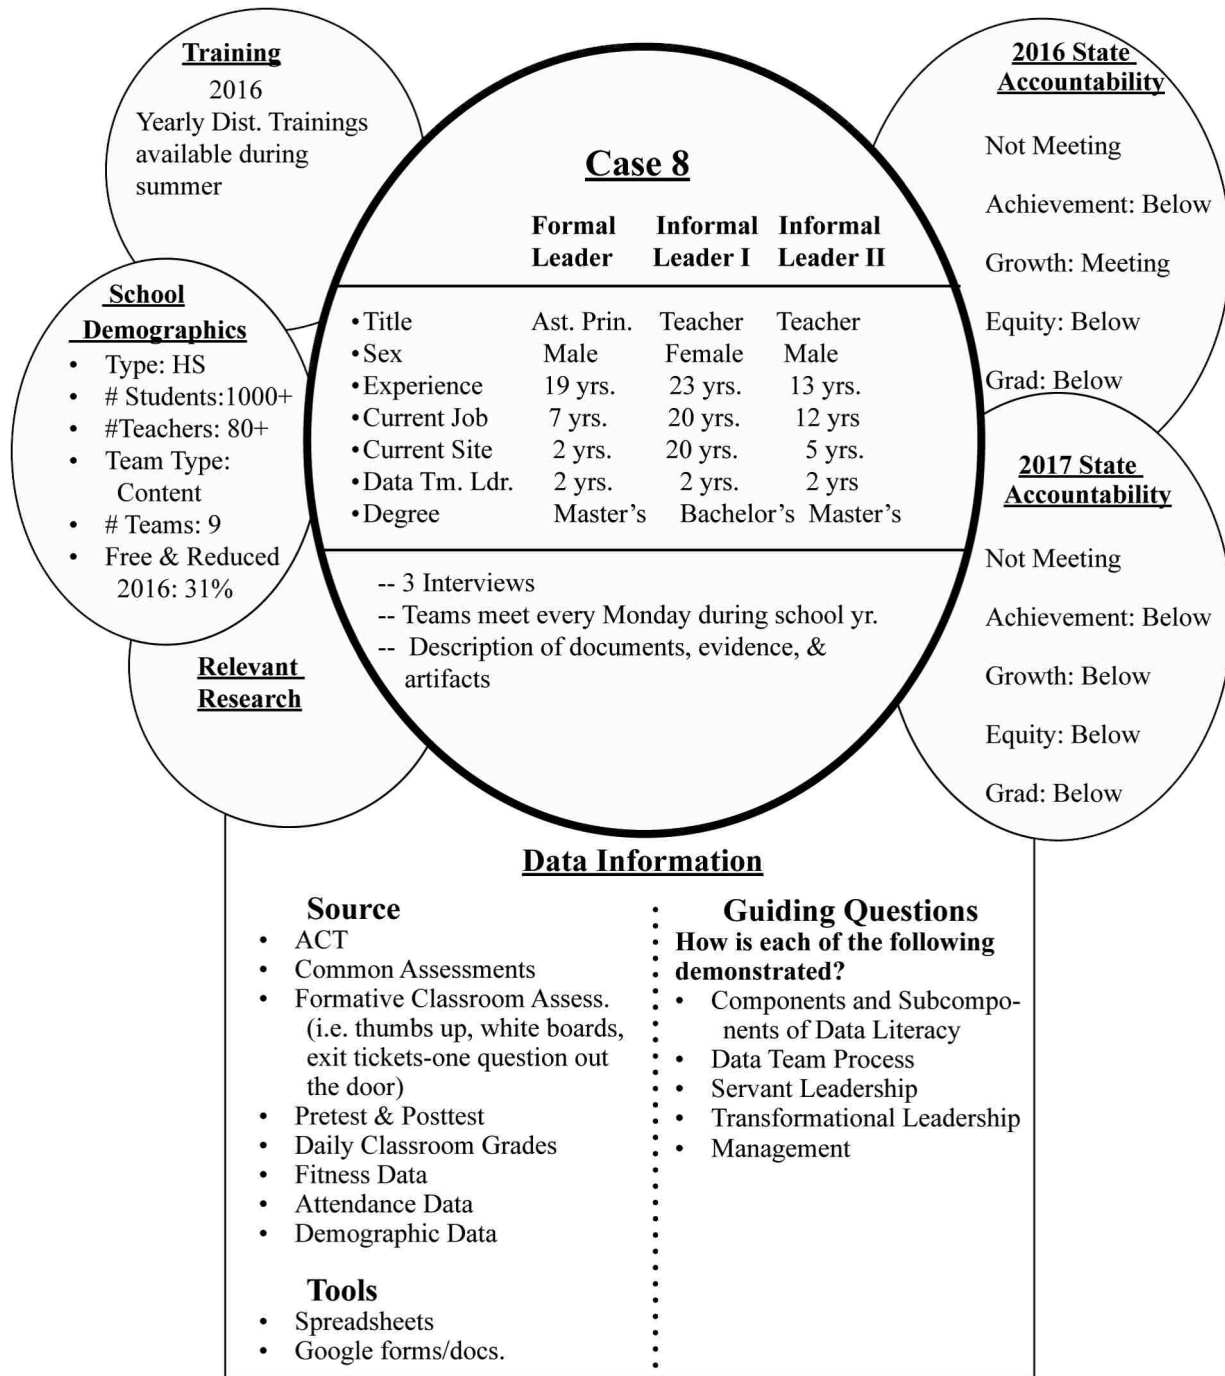 Training
2016
Yearly Dist. Trainings
available during
summer
School
Demographics
• Type: HS
• # Students:1000+
• #Teachers: 80+
• Team Type:
Content
• # Teams: 9
• Free & Reduced
2016: 31%
Relevant
Research
Case 8
Formal Informal Informal
Leader Leader I Leader II
•Title Ast. Prin. Teacher Teacher
•Sex Male Female Male
•Experience 19 yrs. 23 yrs. 13 yrs.
•Current Job 7 yrs. 20 yrs. 12 yrs
•Current Site 2 yrs. 20 yrs. 5 yrs.
•Data Tm. Ldr. 2 yrs. 2 yrs. 2 yrs
•Degree Master’s Bachelor’s Master’s
-- 3 Interviews
-- Teams meet every Monday during school yr.
-- Description of documents, evidence, &
artifacts
2016 State
Accountability
Not Meeting
Achievement: Below
Growth: Meeting
Equity: Below
Grad: Below
2017 State
Accountability
Not Meeting
Achievement: Below
Growth: Below
Equity: Below
Grad: Below
Data Information
Source
• ACT
• Common Assessments
• Formative Classroom Assess.
(i.e. thumbs up, white boards,
exit tickets-one question out
the door)
• Pretest & Posttest
• Daily Classroom Grades
• Fitness Data
• Attendance Data
• Demographic Data
Tools
• Spreadsheets
• Google forms/docs.
Guiding Questions
How is each of the following
demonstrated?
• Components and Subcompo-
nents of Data Literacy
• Data Team Process
• Servant Leadership
• Transformational Leadership
• Management